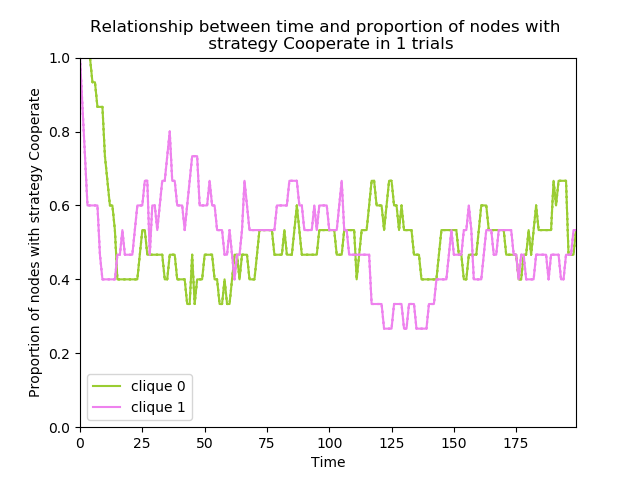 Relationship between time and proportion of nodes with
strategy Cooperate in 1 trials
Proportion of nodes with strategy Cooperate
1.0
0.8
0.6
0.4
0.2
0.0
clique 0
clique 1
0 25 50 75 100 125 150 175
Time